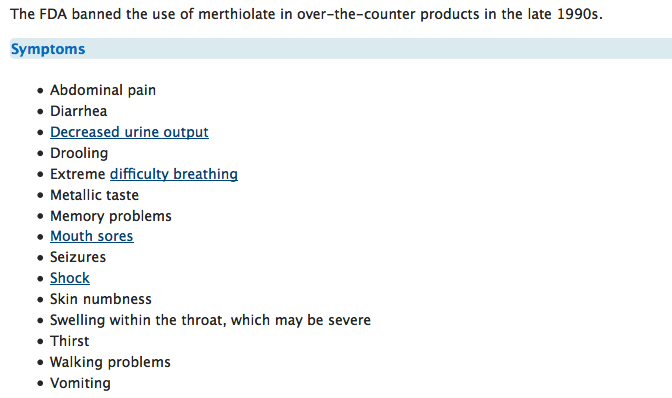 The FDA banned the use of merthiolate in over-the-counter products in the late 1990s.
Symptoms
• Abdominal pain
• Diarrhea
• Decreased urine output
• Drooling
• Extreme difficulty breathing
• Metallic taste
• Memory problems
• Mouth sores
• Seizures
• Shock
• Skin numbness
• Swelling within the throat, which may be severe
• Thirst
• Walking problems
• Vomiting